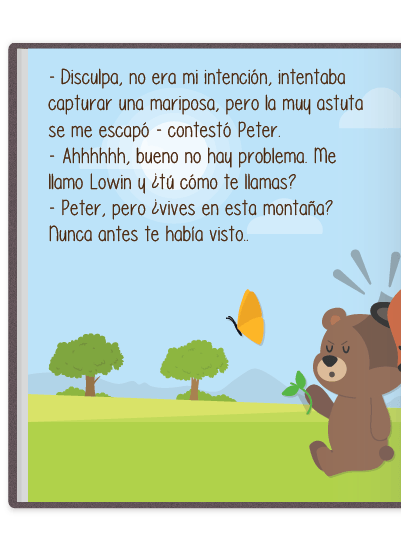 - Disculpa, no era mi intención, intentaba
capturar una mariposa, pero la muy astuta
se me escapó - contestó Peter.
- Ahhhhhh, bueno no hay problema. Me
llamo Lowin y ¿tú cómo te llamas?
- Peter, pero ¿vives en esta montaña?
Nunca antes te había visto..